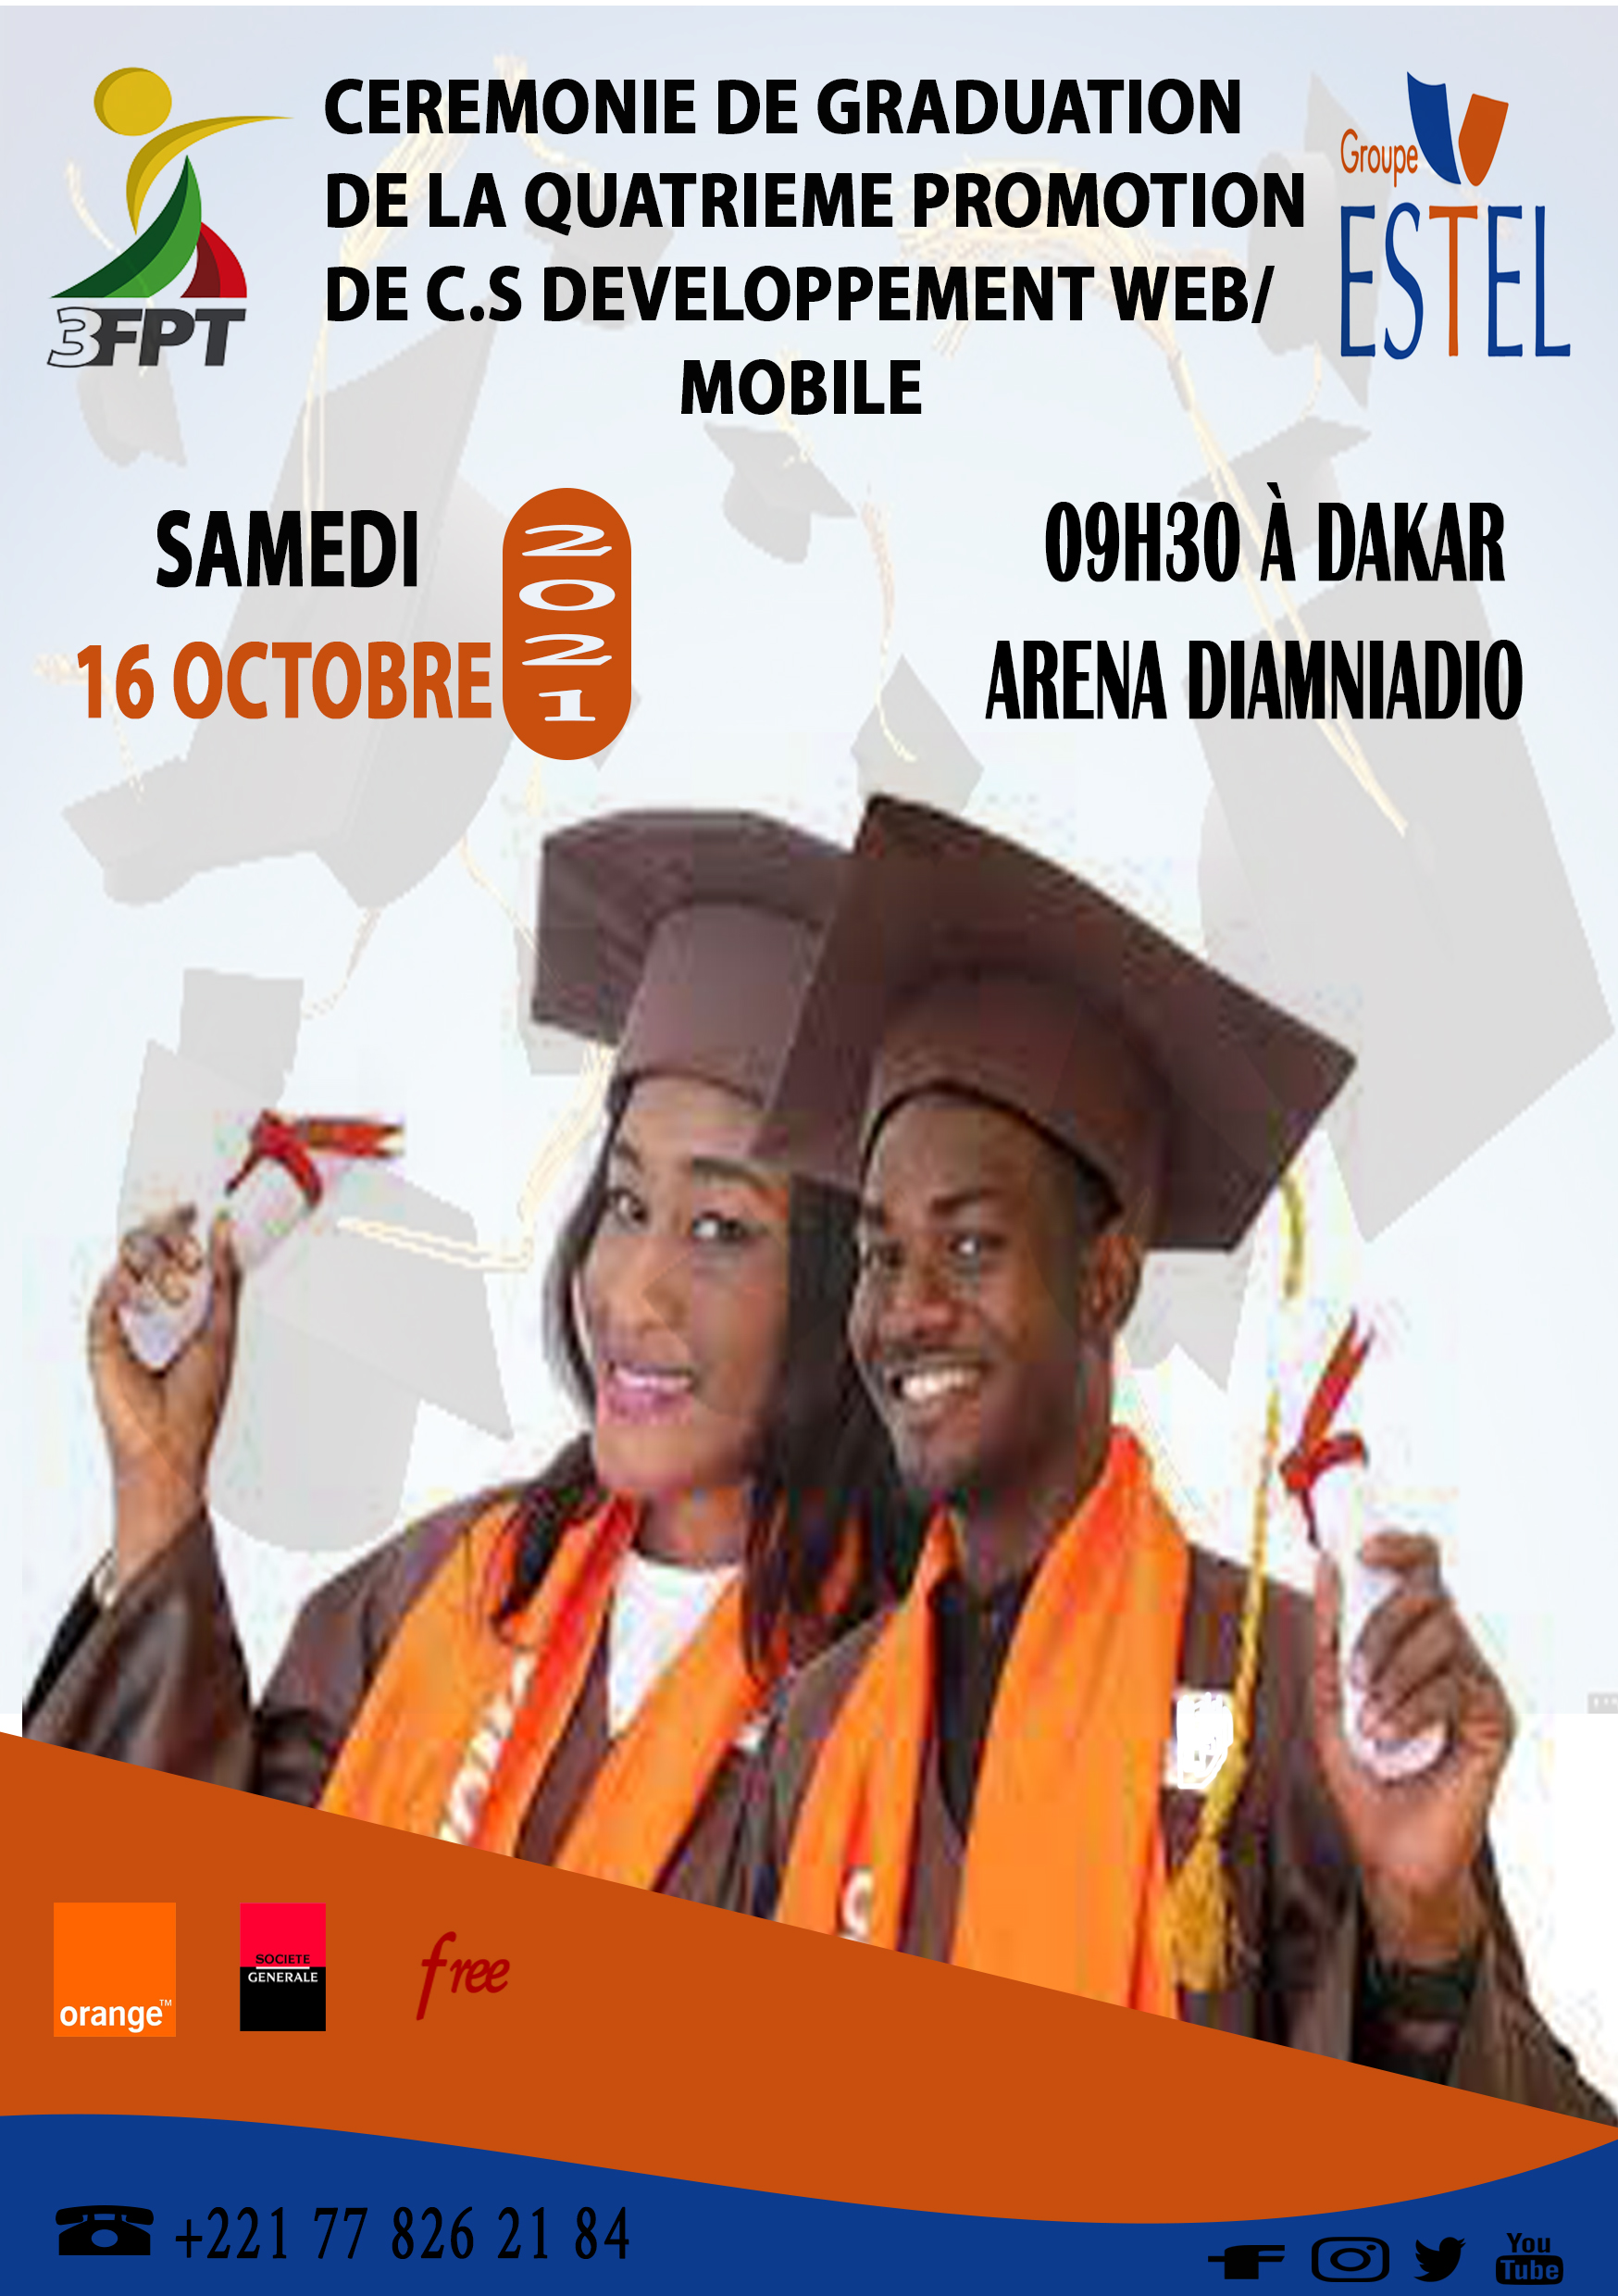 CEREMONIE DE GRADUATION
DE LA QUATRIEME PROMOTION
DE C.S DEVELOPPEMENT WEB/
MOBILE
3FPT
Groupe
ESTEL
SAMEDI
16 OCTOBRE
2021
09H30 À DAKAR
ARENA DIAMNIADIO
orange™
SOCIETE
GENERALE
free
+221 77 826 21 84
You
Tube